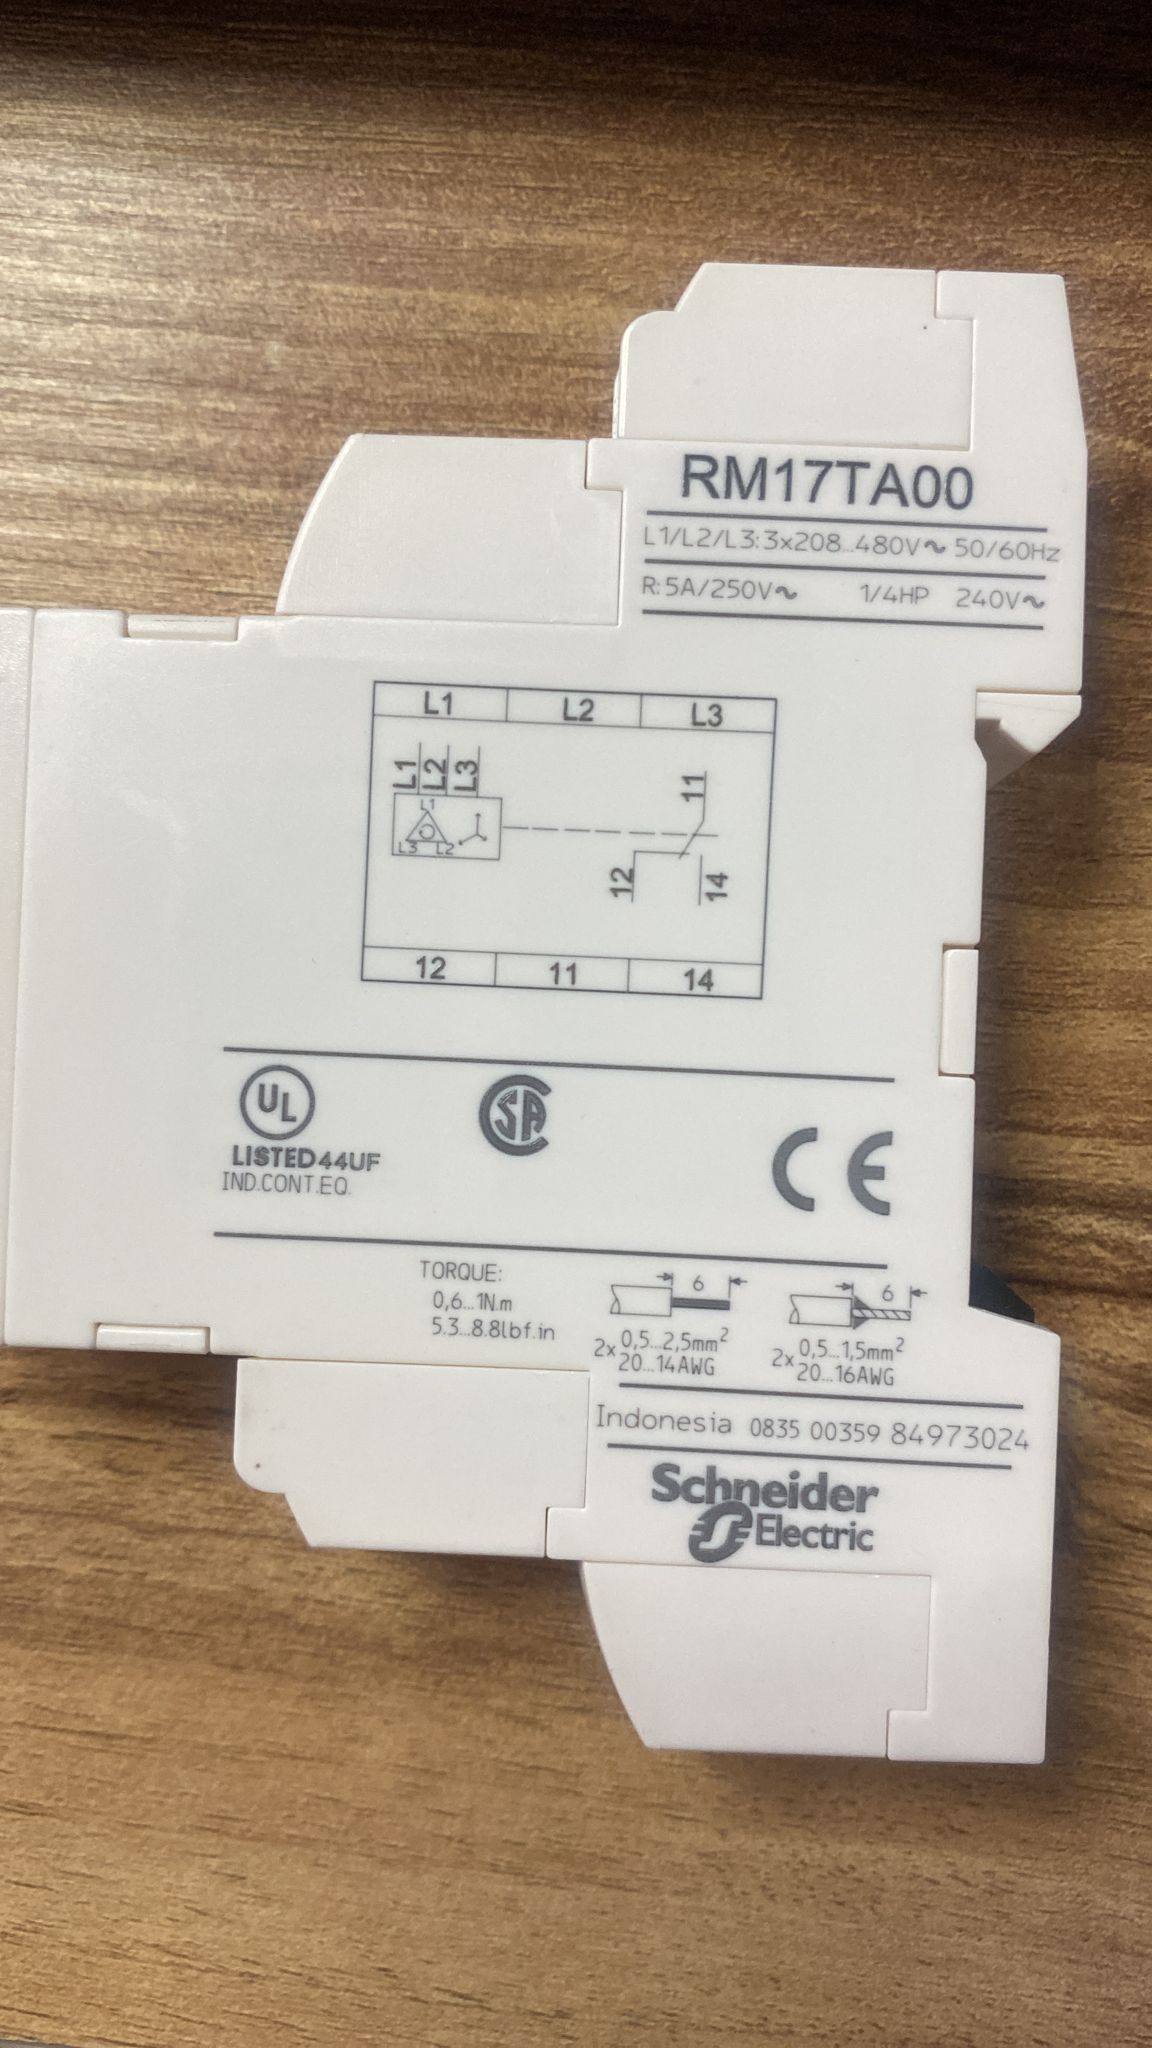 RM17TA00
L1/L2/L3:3x208...480V~ 50/60Hz
R:5A/250V~ 1/4HP 240V~
L1 L2 L3
L1 L2 L3
L1
L3 L2
11
12 14
12 11 14
UL
LISTED 44UF
IND.CONT.EQ.
SA
CE
TORQUE:
0,6...1N.m
5.3...8.8lbf.in
6
2x 0,5...2,5mm²
20...14AWG
6
2x 0,5...1,5mm²
20...16AWG
Indonesia 0835 00359 84973024
Schneider
Electric